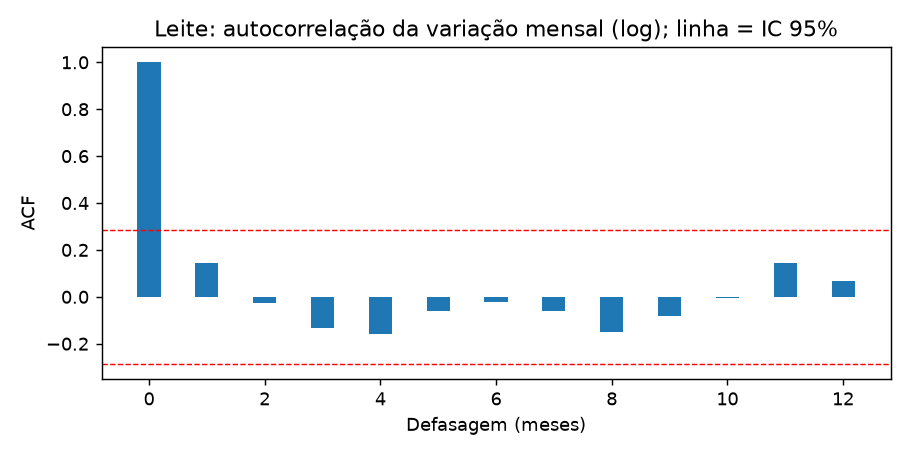 Leite: autocorrelação da variação mensal (log); linha = IC 95%
1.0
0.8
0.6
0.4
0.2
0.0
−0.2
ACF
0 2 4 6 8 10 12
Defasagem (meses)